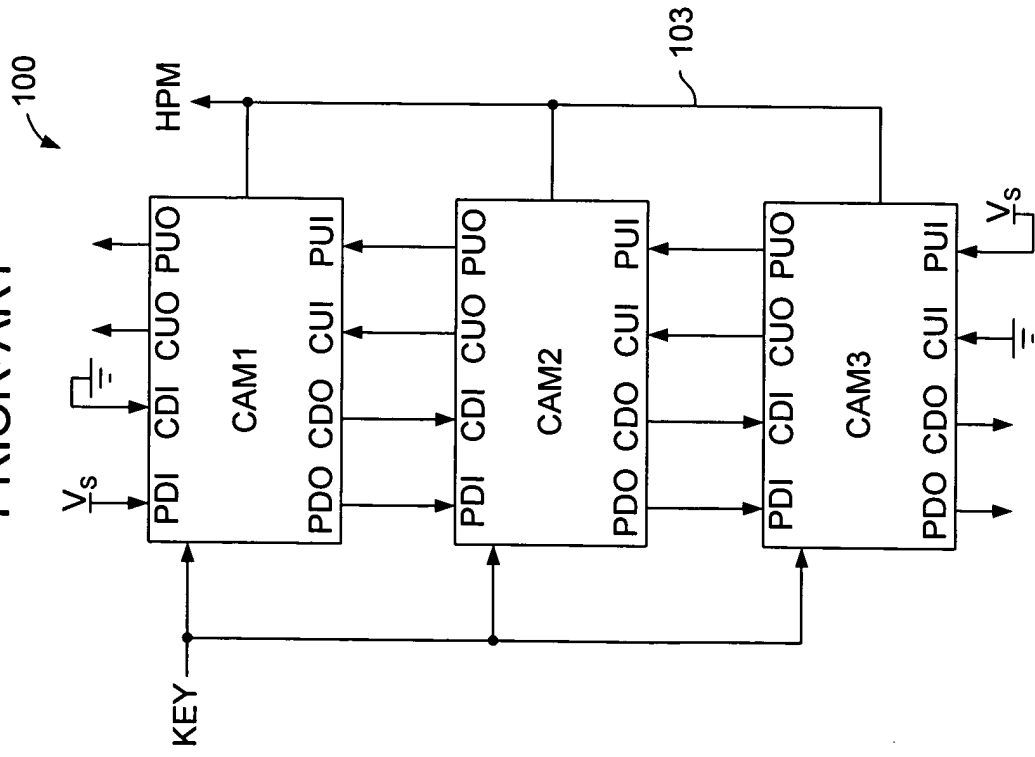 PRIOR ART
100
Vs
HPM
PDI CDI CUO PUO
CAM1
PDO CDO CUI PUI
KEY
PDI CDI CUO PUO
CAM2
PDO CDO CUI PUI
103
PDI CDI CUO PUO
CAM3
PDO CDO CUI PUI
Vs